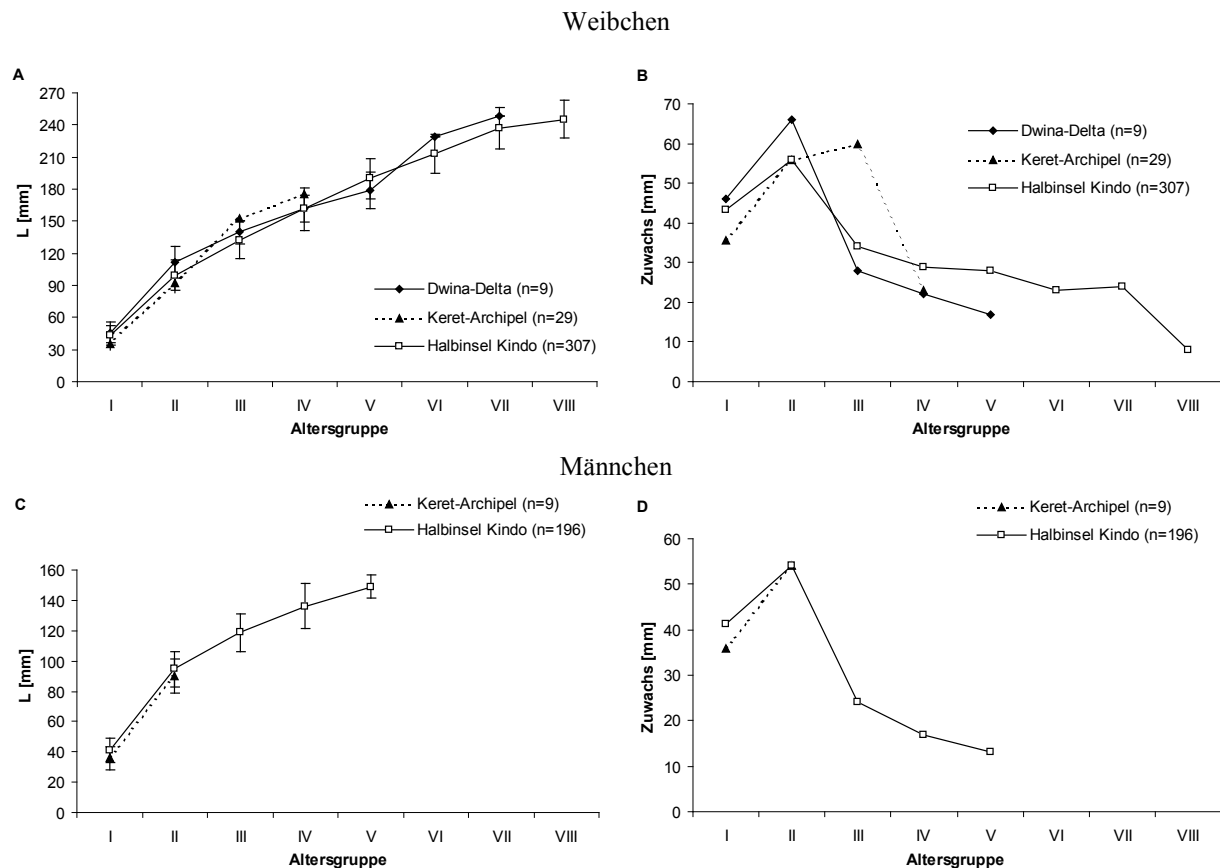 Weibchen
A
L [mm]
270
240
210
180
150
120
90
60
30
0
Dwina-Delta (n=9)
Keret-Archipel (n=29)
Halbinsel Kindo (n=307)
I II III IV V VI VII VIII
Altersgruppe
B
Zuwachs [mm]
70
60
50
40
30
20
10
0
Dwina-Delta (n=9)
Keret-Archipel (n=29)
Halbinsel Kindo (n=307)
I II III IV V VI VII VIII
Altersgruppe
Männchen
C
Keret-Archipel (n=9)
Halbinsel Kindo (n=196)
L [mm]
160
140
120
100
80
60
40
20
0
I II III IV V VI VII VIII
Altersgruppe
D
Keret-Archipel (n=9)
Halbinsel Kindo (n=196)
Zuwachs [mm]
60
50
40
30
20
10
0
I II III IV V VI VII VIII
Altersgruppe